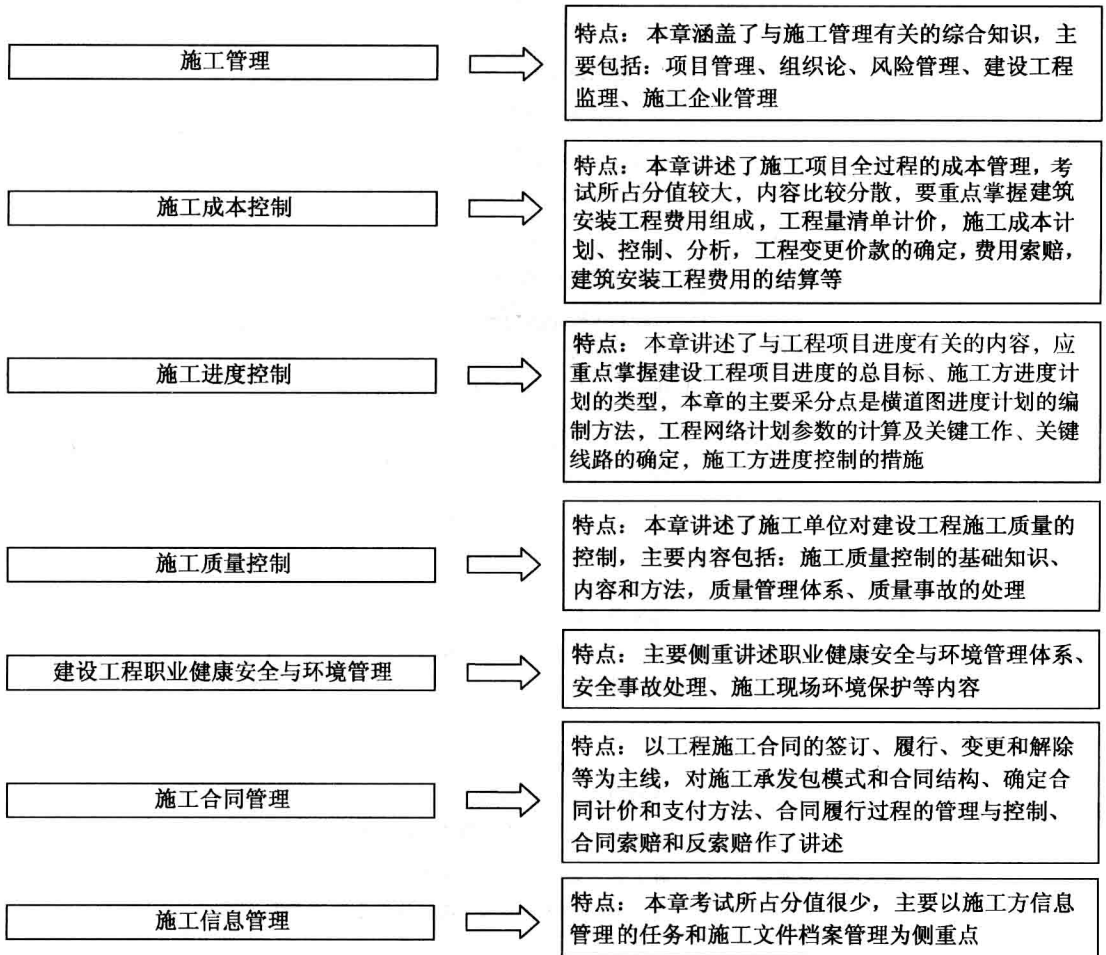 施工管理
特点： 本章涵盖了与施工管理有关的综合知识，主
要包括：项目管理、组织论、风险管理、建设工程
监理、施工企业管理
施工成本控制
特点： 本章讲述了施工项目全过程的成本管理，考
试所占分值较大，内容比较分散，要重点掌握建筑
安装工程费用组成，工程量清单计价，施工成本计
划、控制、分析，工程变更价款的确定，费用索赔，
建筑安装工程费用的结算等
施工进度控制
特点： 本章讲述了与工程项目进度有关的内容，应
重点掌握建设工程项目进度的总目标、施工方进度计
划的类型，本章的主要采分点是横道图进度计划的编
制方法，工程网络计划参数的计算及关键工作、关键
线路的确定，施工方进度控制的措施
施工质量控制
特点： 本章讲述了施工单位对建设工程施工质量的
控制，主要内容包括：施工质量控制的基础知识、
内容和方法，质量管理体系、质量事故的处理
建设工程职业健康安全与环境管理
特点： 主要侧重讲述职业健康安全与环境管理体系、
安全事故处理、施工现场环境保护等内容
施工合同管理
特点： 以工程施工合同的签订、履行、变更和解除
等为主线，对施工承发包模式和合同结构、确定合
同计价和支付方法、合同履行过程的管理与控制、
合同索赔和反索赔作了讲述
施工信息管理
特点： 本章考试所占分值很少，主要以施工方信息
管理的任务和施工文件档案管理为侧重点